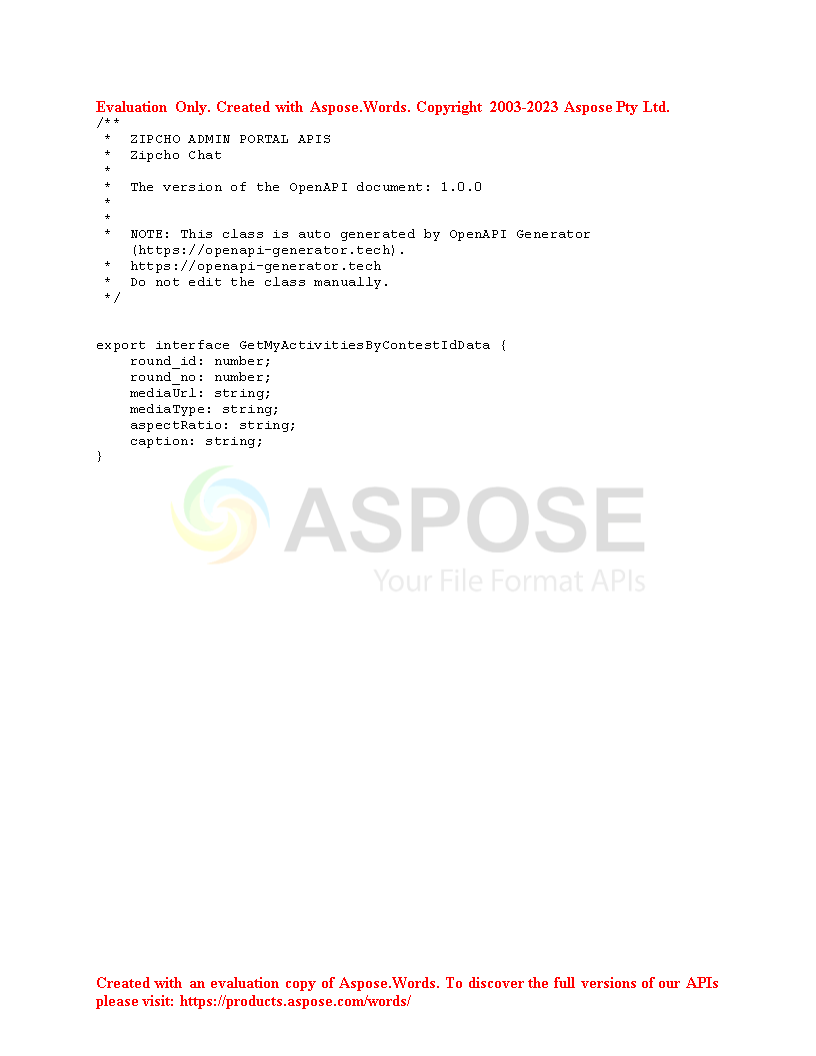 Evaluation Only. Created with Aspose.Words. Copyright 2003-2023 Aspose Pty Ltd.
/**
 *  ZIPCHO ADMIN PORTAL APIS
 *  Zipcho Chat
 *
 *  The version of the OpenAPI document: 1.0.0
 *
 *
 *  NOTE: This class is auto generated by OpenAPI Generator
    (https://openapi-generator.tech).
 *  https://openapi-generator.tech
 *  Do not edit the class manually.
 */
export interface GetMyActivitiesByContestIdData {
    round_id: number;
    round_no: number;
    mediaUrl: string;
    mediaType: string;
    aspectRatio: string;
    caption: string;
}
ASPOSE
Your File Format APIs
Created with an evaluation copy of Aspose.Words. To discover the full versions of our APIs
please visit: https://products.aspose.com/words/